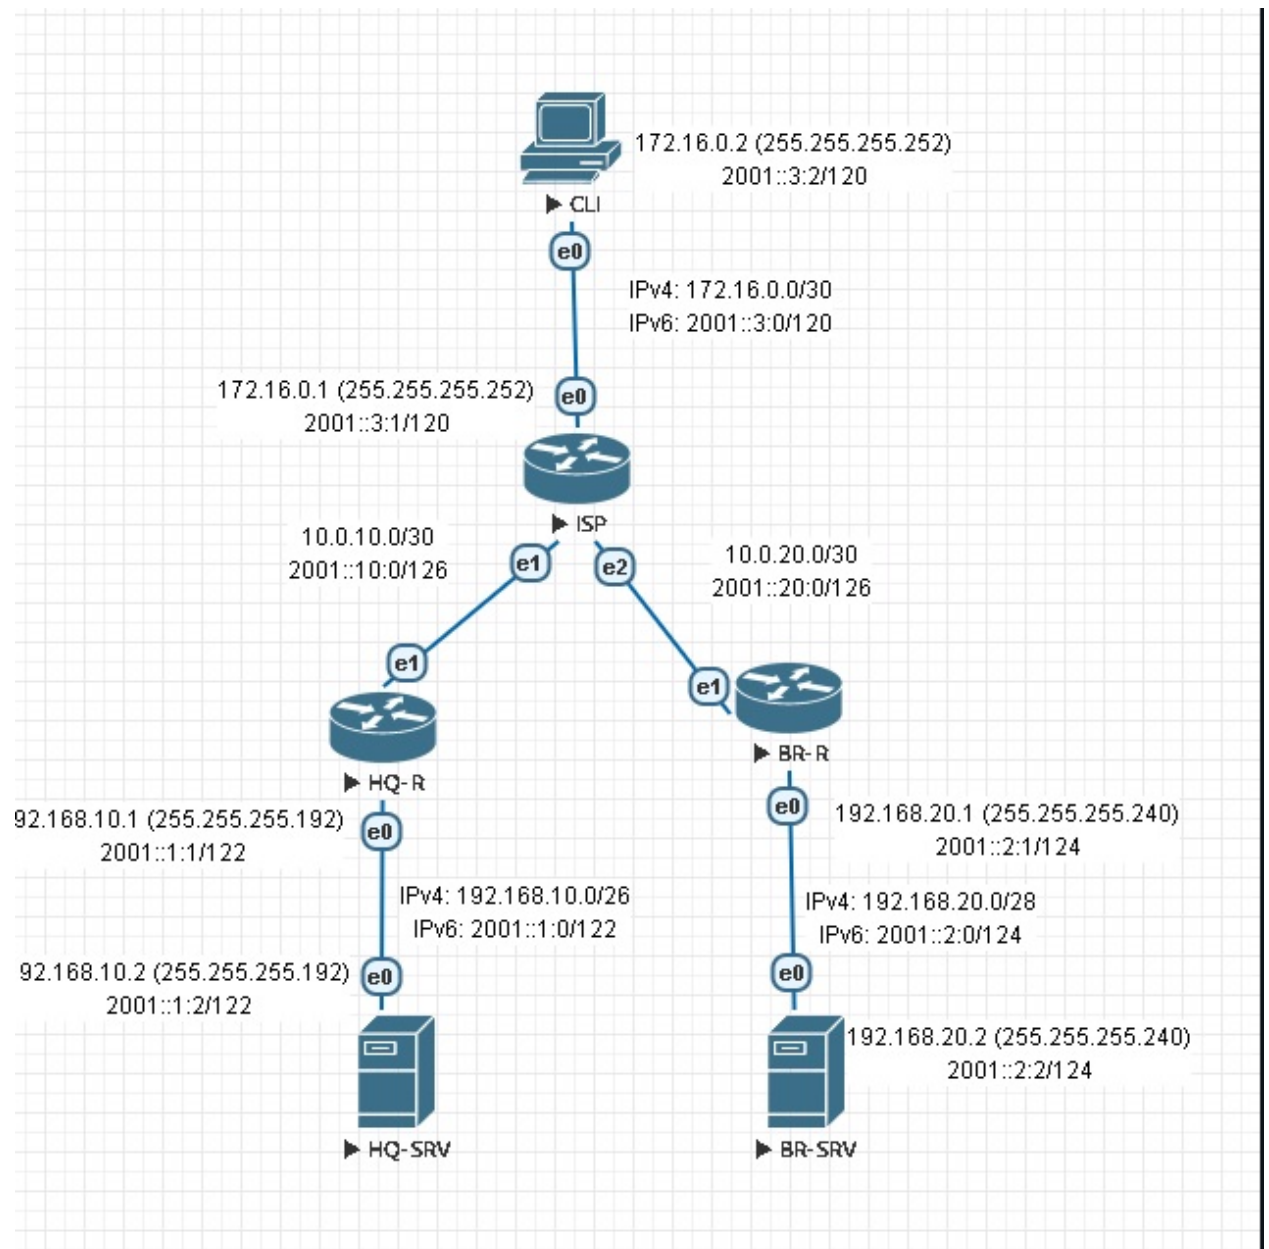 172.16.0.2 (255.255.255.252)
2001::3:2/120
CLI
e0
IPv4: 172.16.0.0/30
IPv6: 2001::3:0/120
172.16.0.1 (255.255.255.252)
2001::3:1/120
e0
ISP
10.0.10.0/30
2001::10:0/126
e1
e2
10.0.20.0/30
2001::20:0/126
e1
e1
HQ-R
BR-R
92.168.10.1 (255.255.255.192)
2001::1:1/122
e0
e0
192.168.20.1 (255.255.255.240)
2001::2:1/124
IPv4: 192.168.10.0/26
IPv6: 2001::1:0/122
IPv4: 192.168.20.0/28
IPv6: 2001::2:0/124
92.168.10.2 (255.255.255.192)
2001::1:2/122
e0
e0
192.168.20.2 (255.255.255.240)
2001::2:2/124
HQ-SRV
BR-SRV